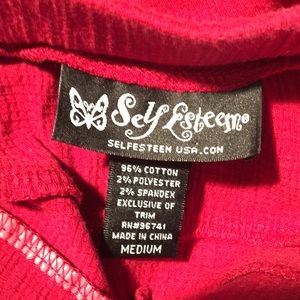 Self Esteem®
SELFESTEEM USA.COM
96% COTTON
2% POLYESTER
2% SPANDEX
EXCLUSIVE OF
TRIM
RN#96741
MADE IN CHINA
MEDIUM